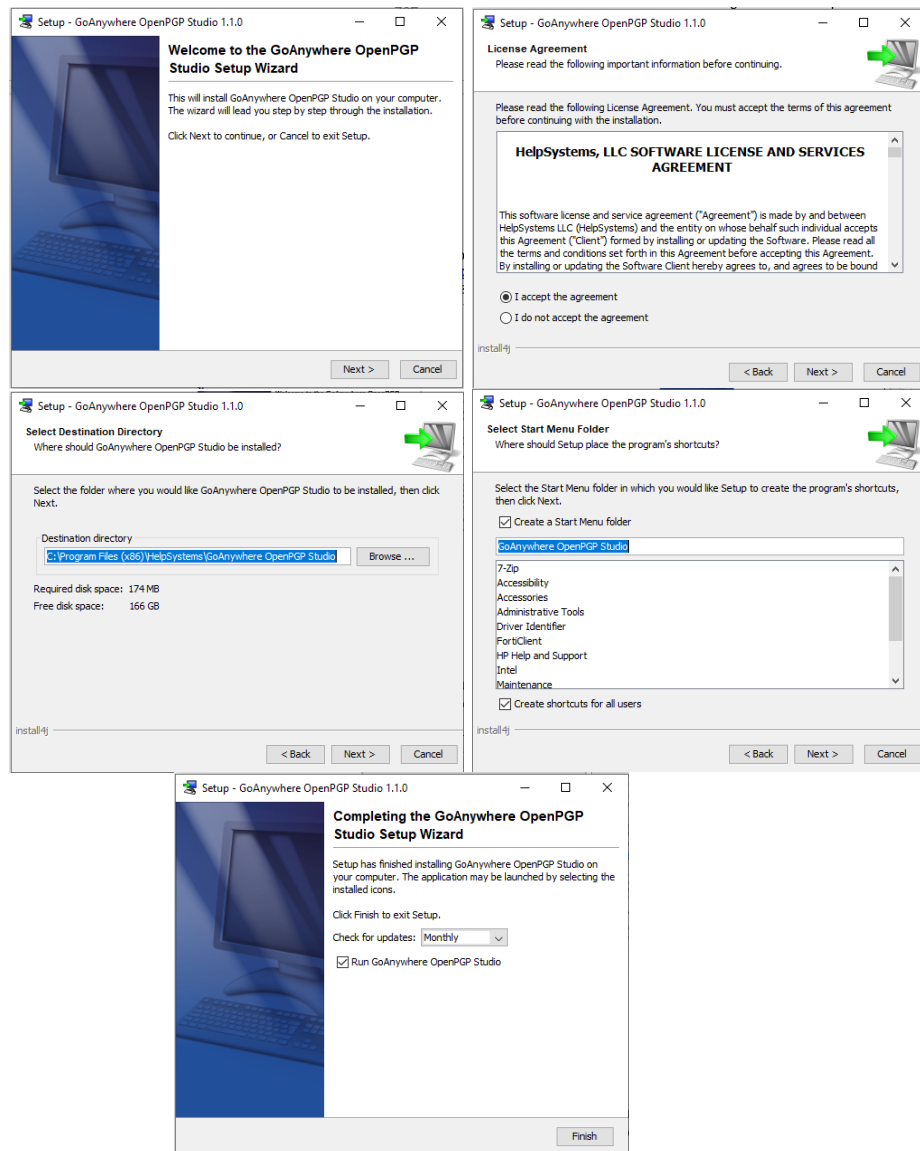 Setup - GoAnywhere OpenPGP Studio 1.1.0
Welcome to the GoAnywhere OpenPGP
Studio Setup Wizard
This will install GoAnywhere OpenPGP Studio on your computer.
The wizard will lead you step by step through the installation.
Click Next to continue, or Cancel to exit Setup.
Next >
Cancel
Setup - GoAnywhere OpenPGP Studio 1.1.0
License Agreement
Please read the following important information before continuing.
Please read the following License Agreement. You must accept the terms of this agreement
before continuing with the installation.
HelpSystems, LLC SOFTWARE LICENSE AND SERVICES
AGREEMENT
This software license and service agreement ("Agreement") is made by and between
HelpSystems LLC (HelpSystems) and the entity on whose behalf such individual accepts
this Agreement ("Client") formed by installing or updating the Software. Please read all
the terms and conditions set forth in this Agreement before accepting this Agreement.
By installing or updating the Software Client hereby agrees to, and agrees to be bound
I accept the agreement
I do not accept the agreement
install4j
< Back
Next >
Cancel
Setup - GoAnywhere OpenPGP Studio 1.1.0
Select Destination Directory
Where should GoAnywhere OpenPGP Studio be installed?
Select the folder where you would like GoAnywhere OpenPGP Studio to be installed, then click
Next.
Destination directory
C:\Program Files (x86)\HelpSystems\GoAnywhere OpenPGP Studio
Browse ...
Required disk space: 174 MB
Free disk space: 166 GB
install4j
< Back
Next >
Cancel
Setup - GoAnywhere OpenPGP Studio 1.1.0
Select Start Menu Folder
Where should Setup place the program's shortcuts?
Select the Start Menu folder in which you would like Setup to create the program's shortcuts,
then click Next.
Create a Start Menu folder
GoAnywhere OpenPGP Studio
7-Zip
Accessibility
Accessories
Administrative Tools
Driver Identifier
FortiClient
HP Help and Support
Intel
Maintenance
Create shortcuts for all users
install4j
< Back
Next >
Cancel
Setup - GoAnywhere OpenPGP Studio 1.1.0
Completing the GoAnywhere OpenPGP
Studio Setup Wizard
Setup has finished installing GoAnywhere OpenPGP Studio on
your computer. The application may be launched by selecting the
installed icons.
Click Finish to exit Setup.
Check for updates: Monthly
Run GoAnywhere OpenPGP Studio
Finish